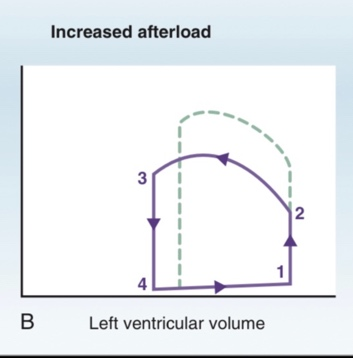 Increased afterload
3
2
1
4
B
Left ventricular volume